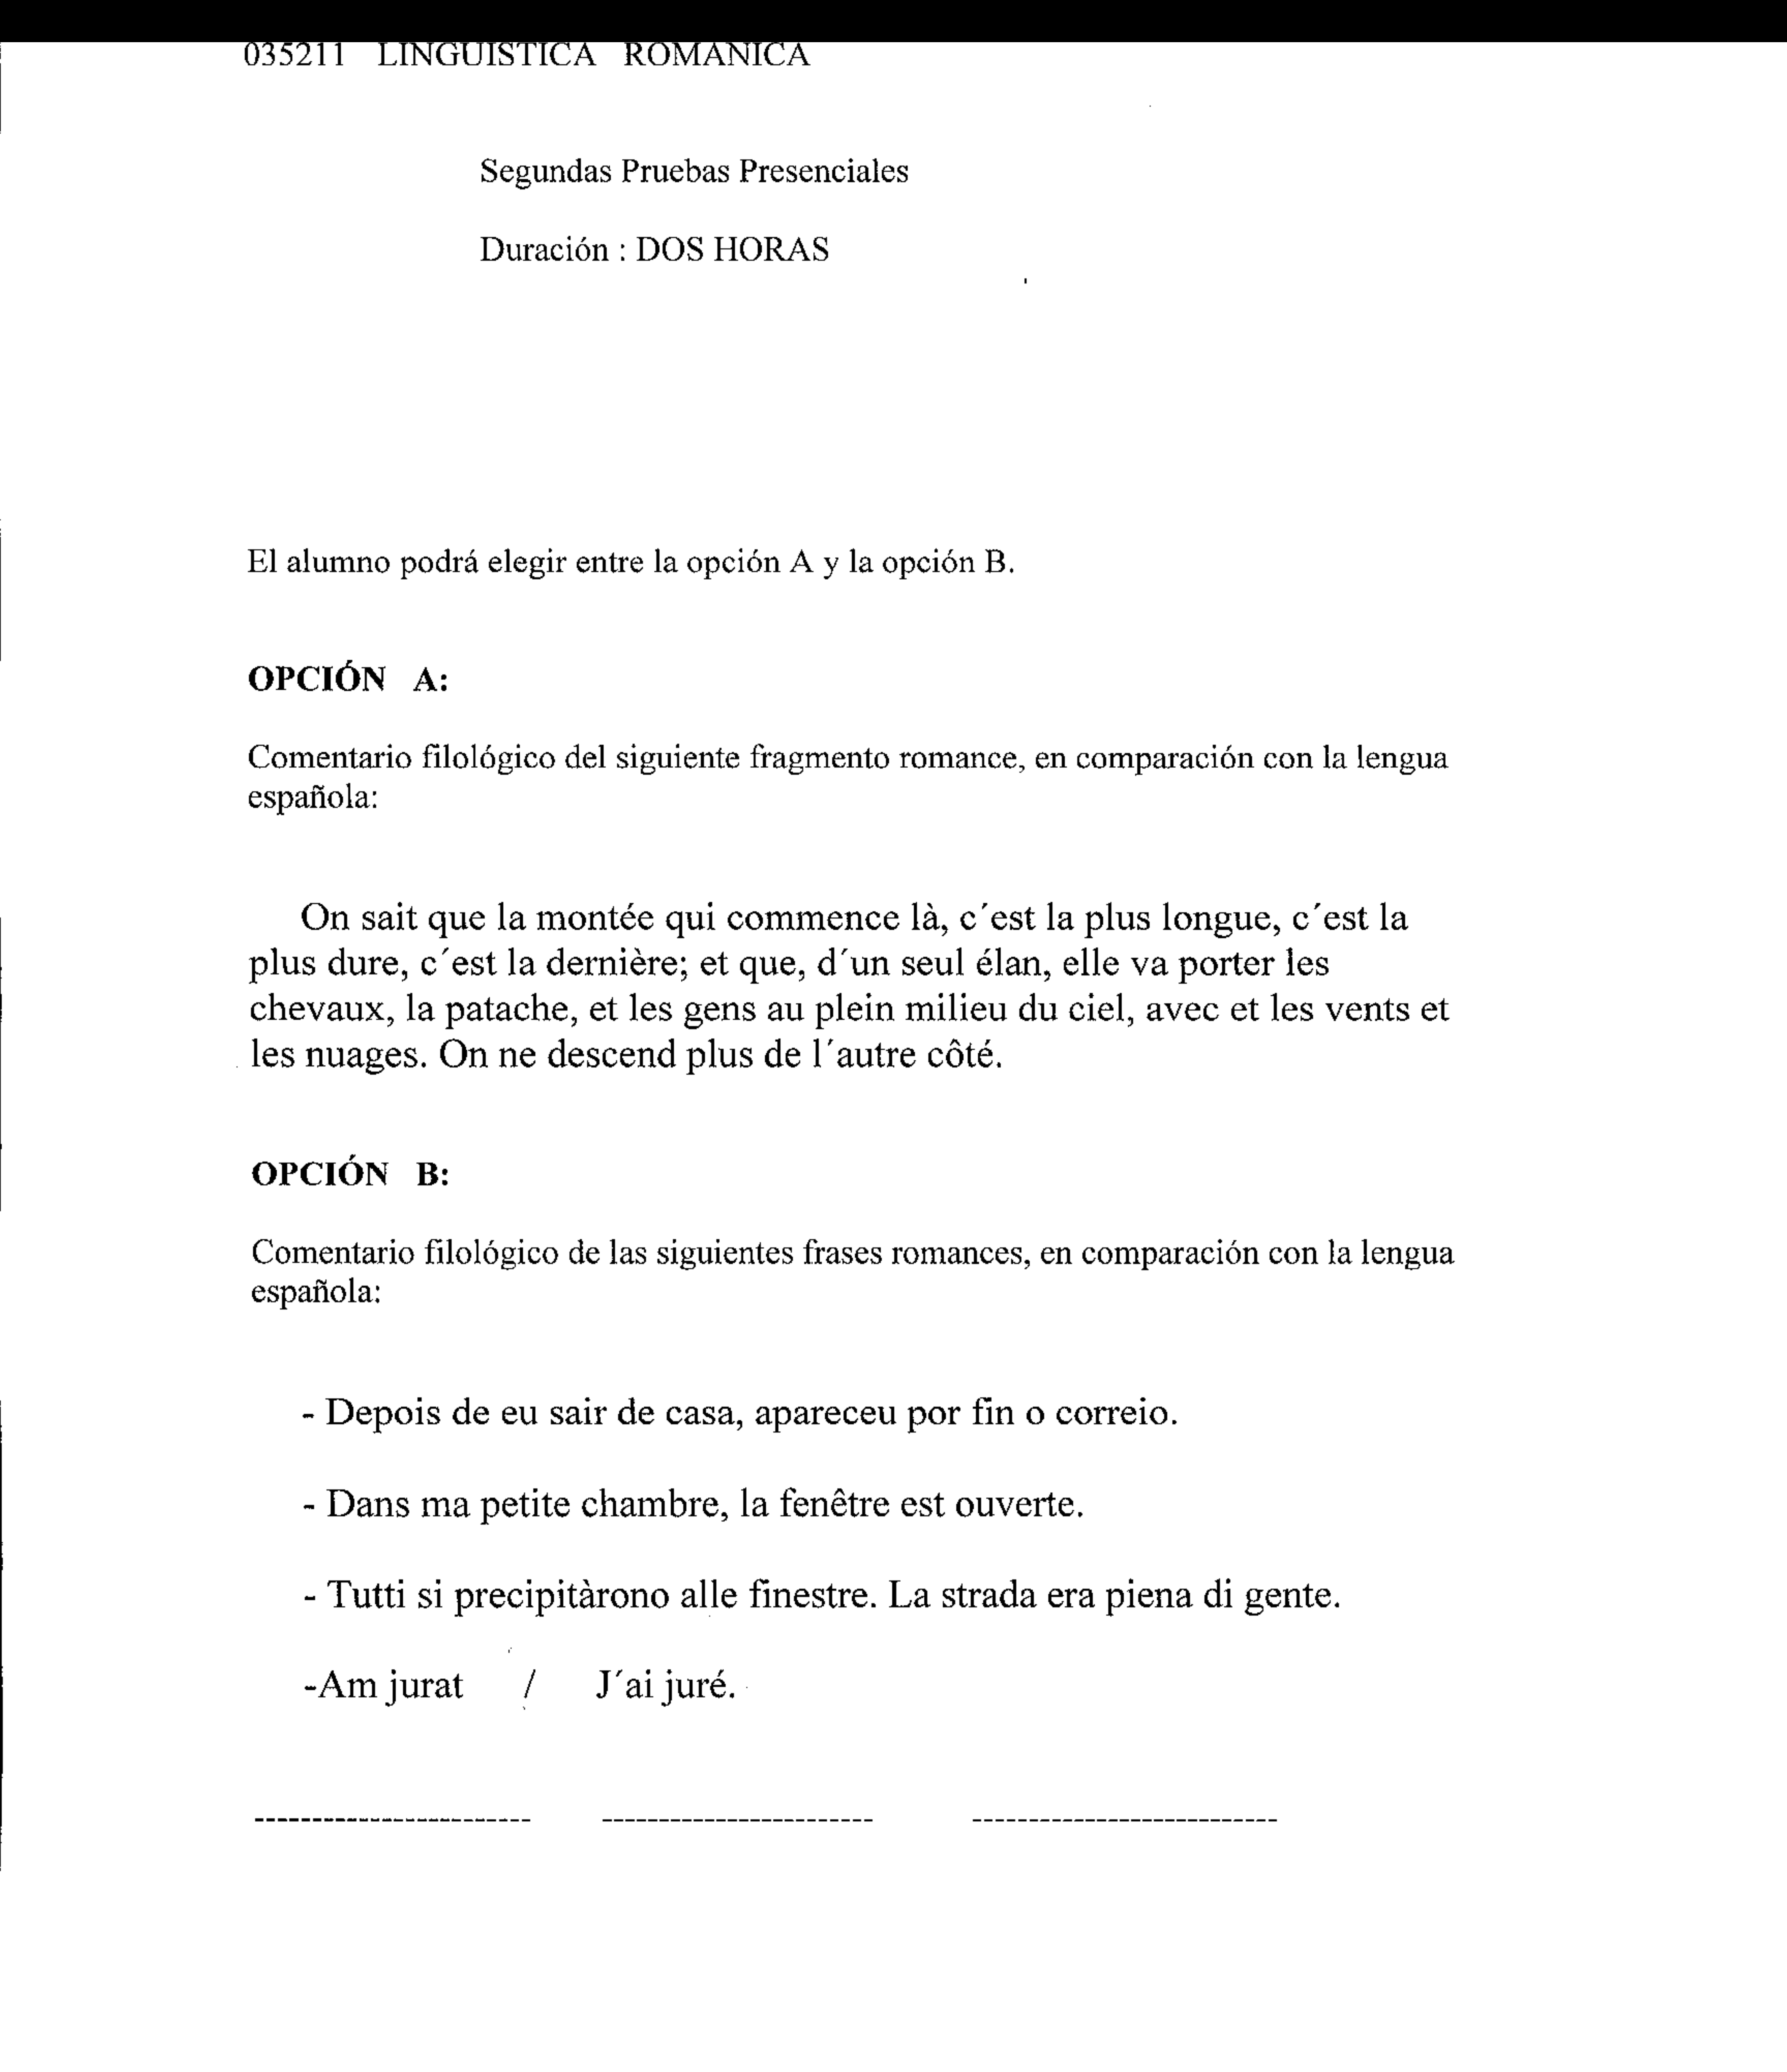 035211 LINGUISTICA ROMANICA
Segundas Pruebas Presenciales
Duración : DOS HORAS
El alumno podrá elegir entre la opción A y la opción B.
OPCIÓN A:
Comentario filológico del siguiente fragmento romance, en comparación con la lengua
española:
On sait que la montée qui commence là, c´est la plus longue, c´est la
plus dure, c´est la dernière; et que, d´un seul élan, elle va porter les
chevaux, la patache, et les gens au plein milieu du ciel, avec et les vents et
les nuages. On ne descend plus de l´autre côté.
OPCIÓN B:
Comentario filológico de las siguientes frases romances, en comparación con la lengua
española:
- Depois de eu sair de casa, apareceu por fin o correio.
- Dans ma petite chambre, la fenêtre est ouverte.
- Tutti si precipitàrono alle finestre. La strada era piena di gente.
-Am jurat / J´ai juré.